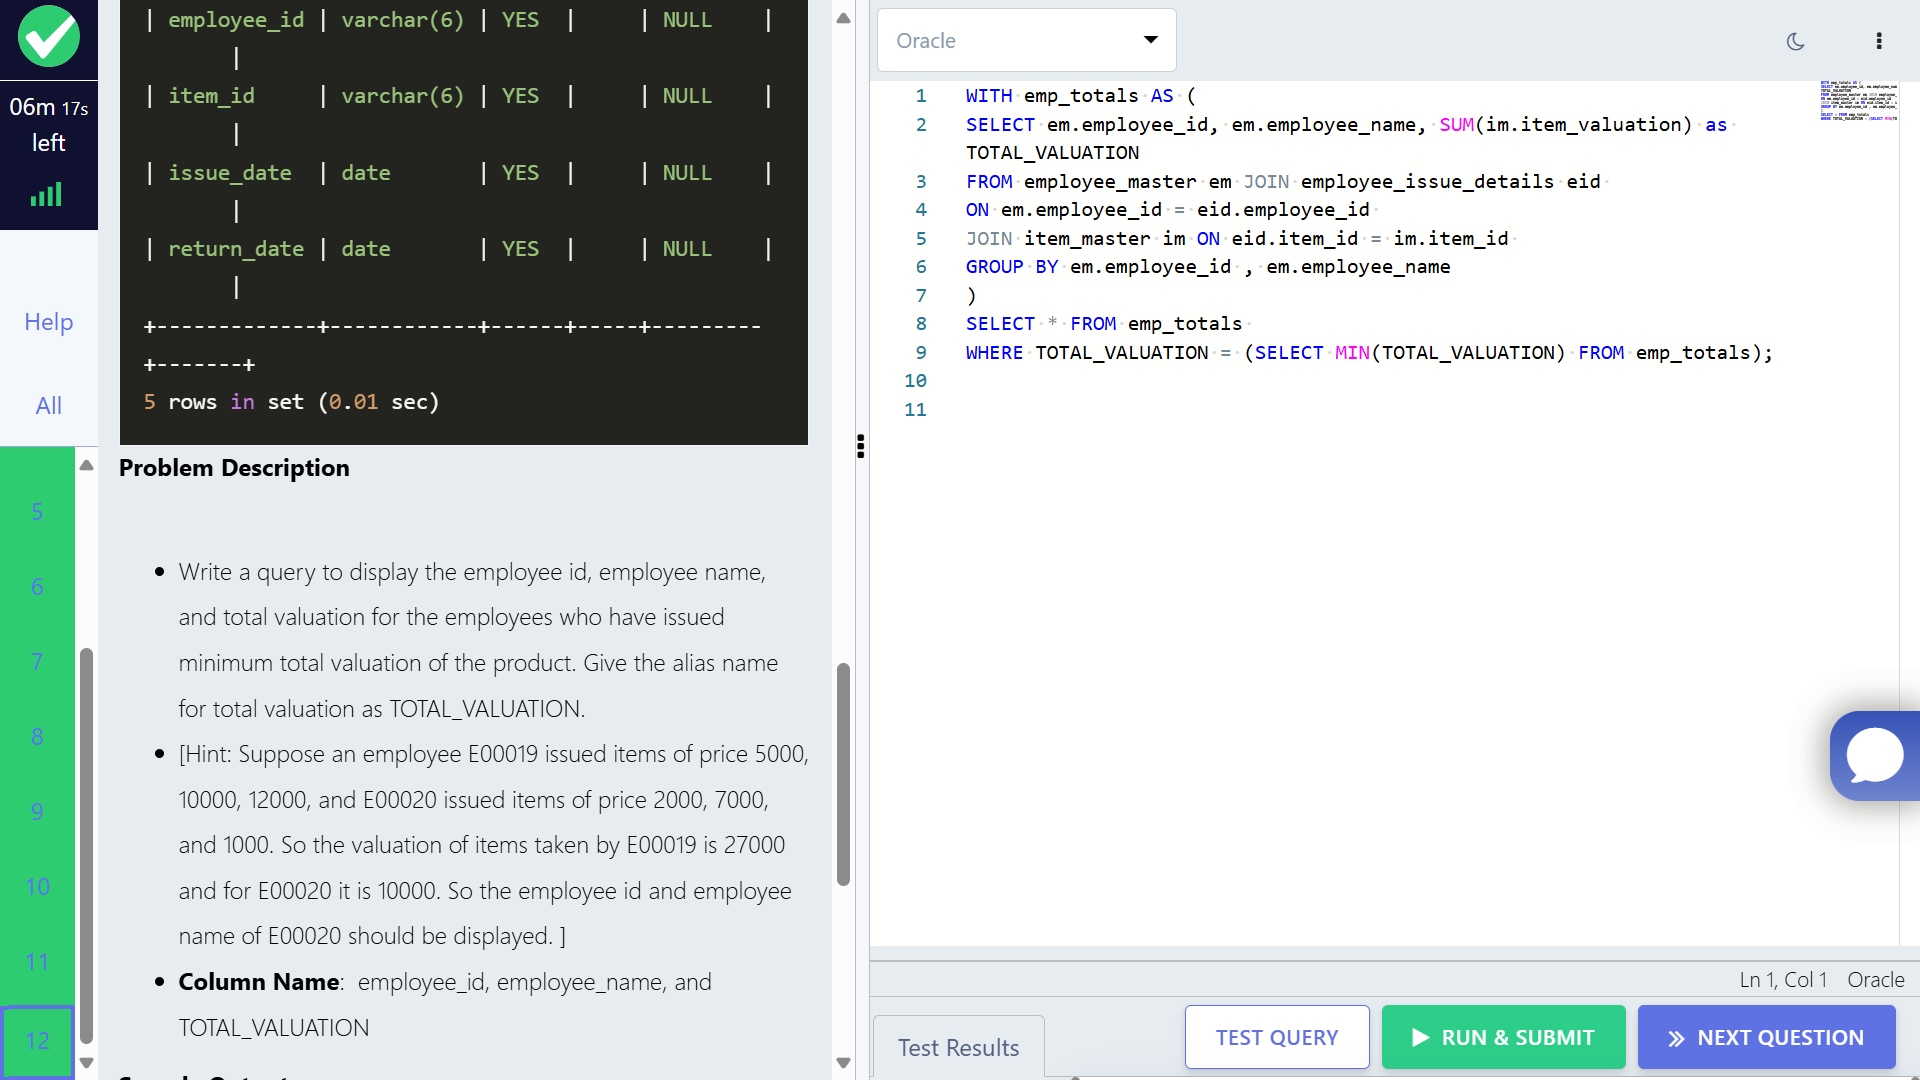 06m 17s
left
Help
All
5
6
7
8
9
10
11
12
| employee_id | varchar(6) | YES | | NULL |
|
| item_id | varchar(6) | YES | | NULL |
|
| issue_date | date | YES | | NULL |
|
| return_date | date | YES | | NULL |
|
+-------------+------------+------+-----+---------
+-------+
5 rows in set (0.01 sec)
Problem Description
• Write a query to display the employee id, employee name,
and total valuation for the employees who have issued
minimum total valuation of the product. Give the alias name
for total valuation as TOTAL_VALUATION.
• [Hint: Suppose an employee E00019 issued items of price 5000,
10000, 12000, and E00020 issued items of price 2000, 7000,
and 1000. So the valuation of items taken by E00019 is 27000
and for E00020 it is 10000. So the employee id and employee
name of E00020 should be displayed. ]
• Column Name: employee_id, employee_name, and
TOTAL_VALUATION
Oracle
1 WITH emp_totals AS (
2 SELECT em.employee_id, em.employee_name, SUM(im.item_valuation) as
TOTAL_VALUATION
3 FROM employee_master em JOIN employee_issue_details eid
4 ON em.employee_id = eid.employee_id
5 JOIN item_master im ON eid.item_id = im.item_id
6 GROUP BY em.employee_id , em.employee_name
7 )
8 SELECT * FROM emp_totals
9 WHERE TOTAL_VALUATION = (SELECT MIN(TOTAL_VALUATION) FROM emp_totals);
10
11
Ln 1, Col 1 Oracle
Test Results
TEST QUERY
RUN & SUBMIT
NEXT QUESTION